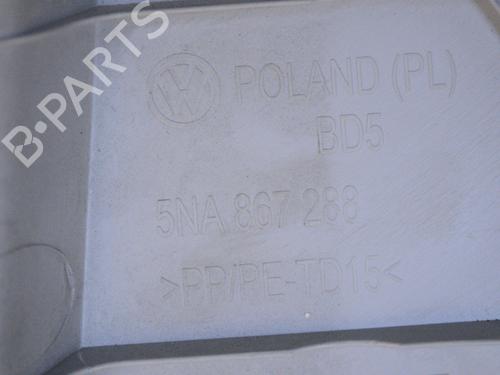 B-PARTS
POLAND (PL)
BD5
5NA 867 288
>PP/PE-TD15<